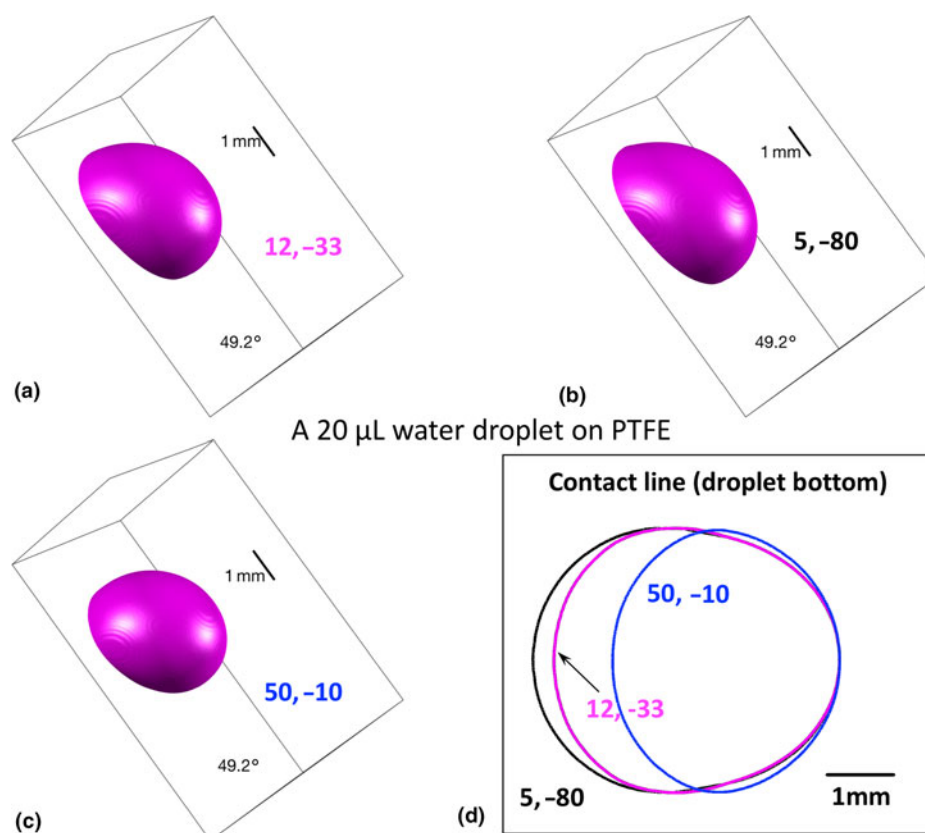 1 mm
12, –33
49.2°
(a)
1 mm
5, –80
49.2°
(b)
A 20 µL water droplet on PTFE
1 mm
50, –10
49.2°
(c)
Contact line (droplet bottom)
50, –10
12, -33
5, –80
1mm
(d)